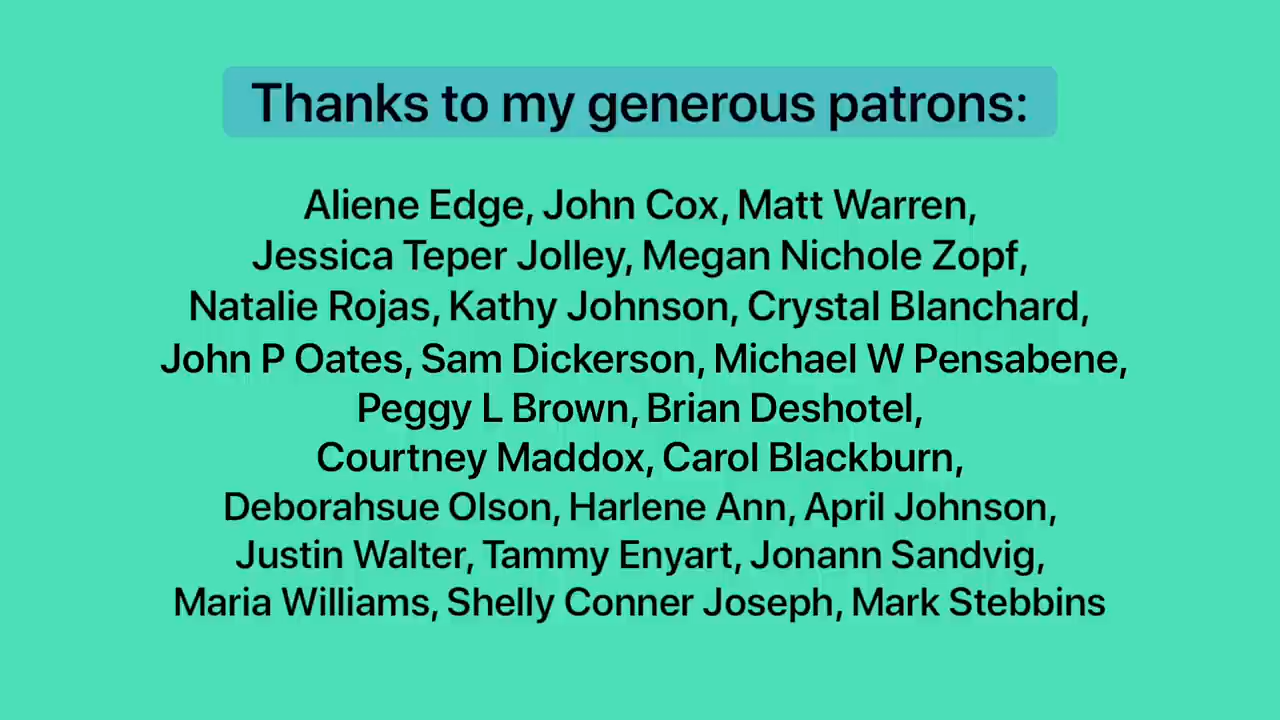 Thanks to my generous patrons:
Aliene Edge, John Cox, Matt Warren,
Jessica Teper Jolley, Megan Nichole Zopf,
Natalie Rojas, Kathy Johnson, Crystal Blanchard,
John P Oates, Sam Dickerson, Michael W Pensabene,
Peggy L Brown, Brian Deshotel,
Courtney Maddox, Carol Blackburn,
Deborahsue Olson, Harlene Ann, April Johnson,
Justin Walter, Tammy Enyart, Jonann Sandvig,
Maria Williams, Shelly Conner Joseph, Mark Stebbins